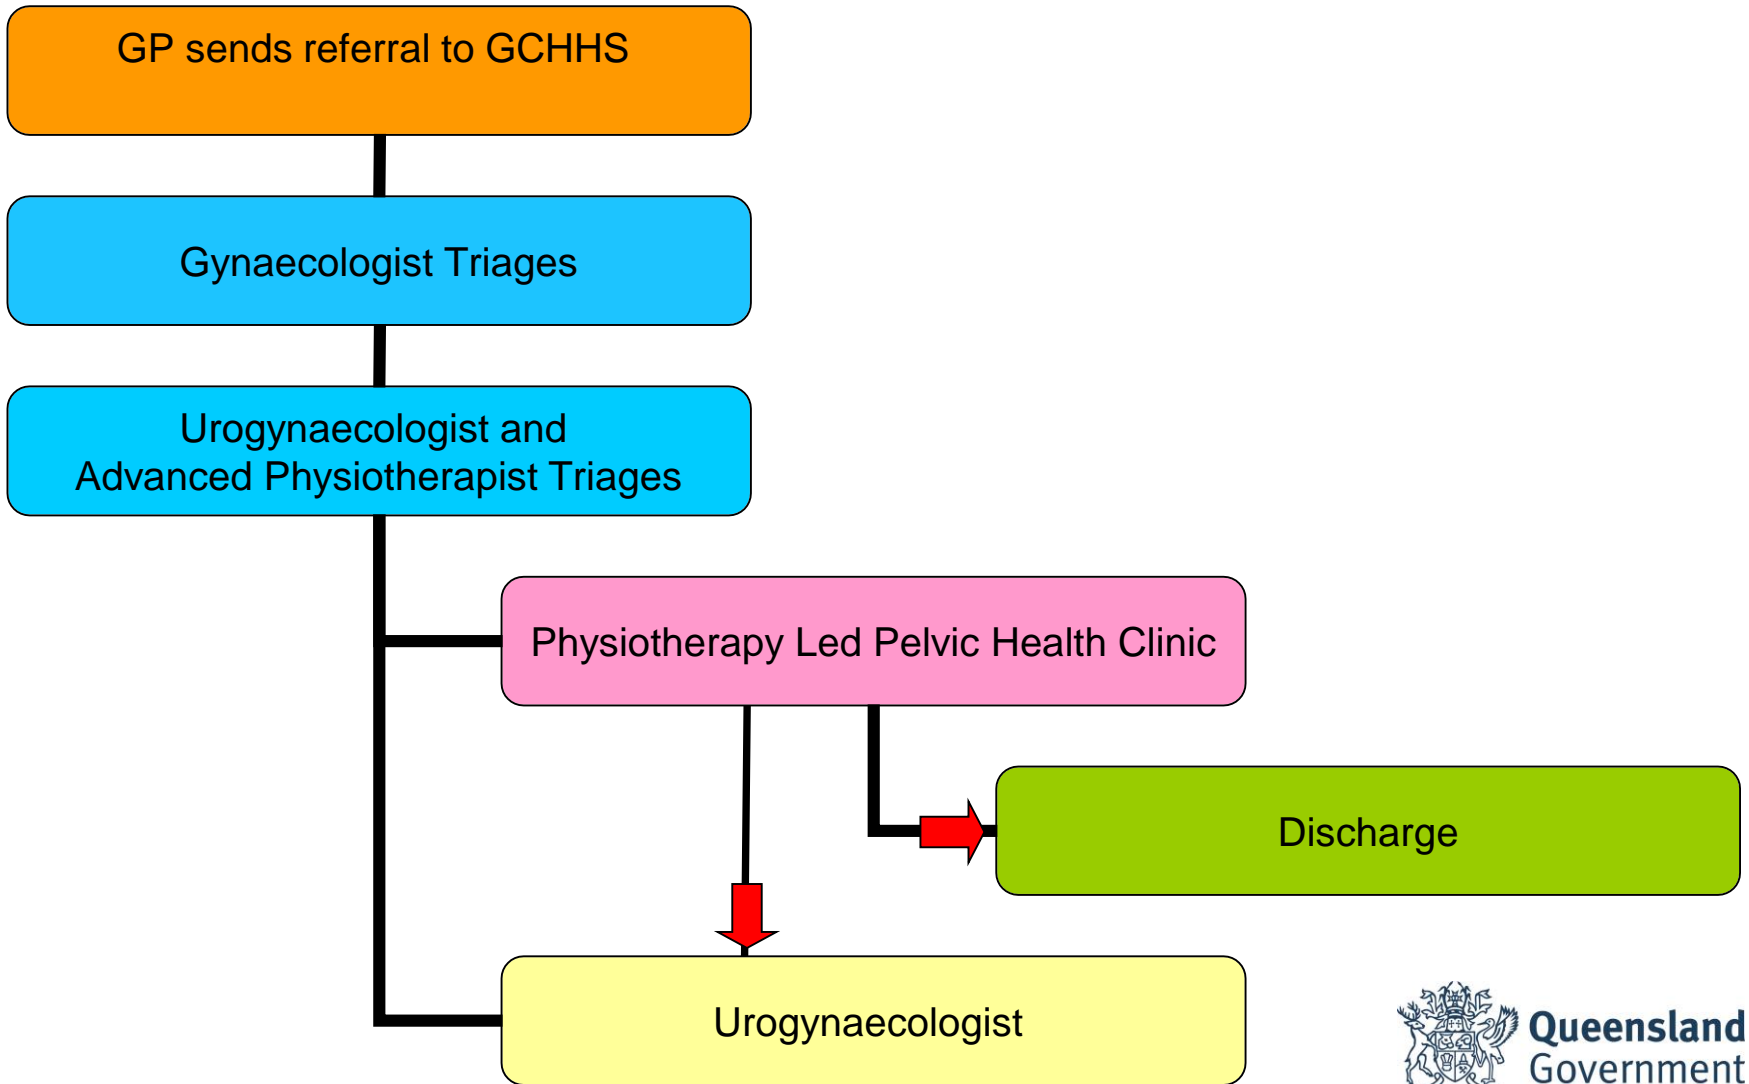 GP sends referral to GCHHS
Gynaecologist Triages
Urogynaecologist and
Advanced Physiotherapist Triages
Physiotherapy Led Pelvic Health Clinic
Discharge
Urogynaecologist
Queensland
Government